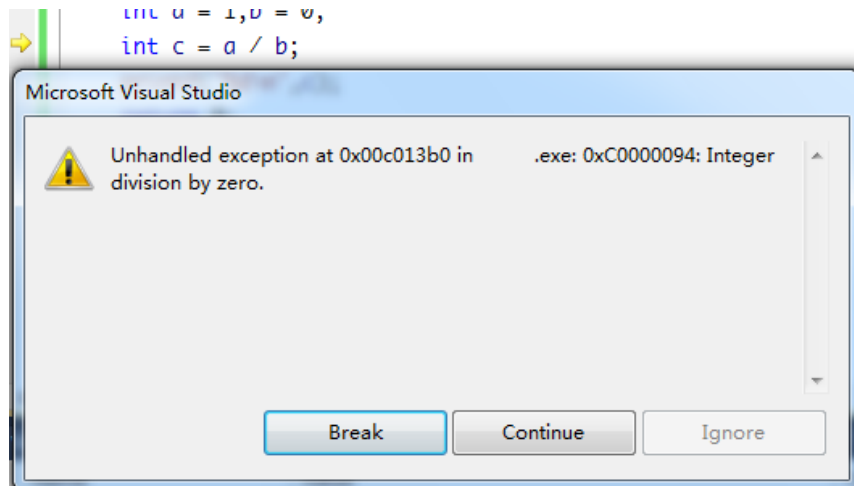 int a = 1,b = 0;
int c = a / b;
Microsoft Visual Studio
Unhandled exception at 0x00c013b0 in .exe: 0xC0000094: Integer
division by zero.
Break Continue Ignore